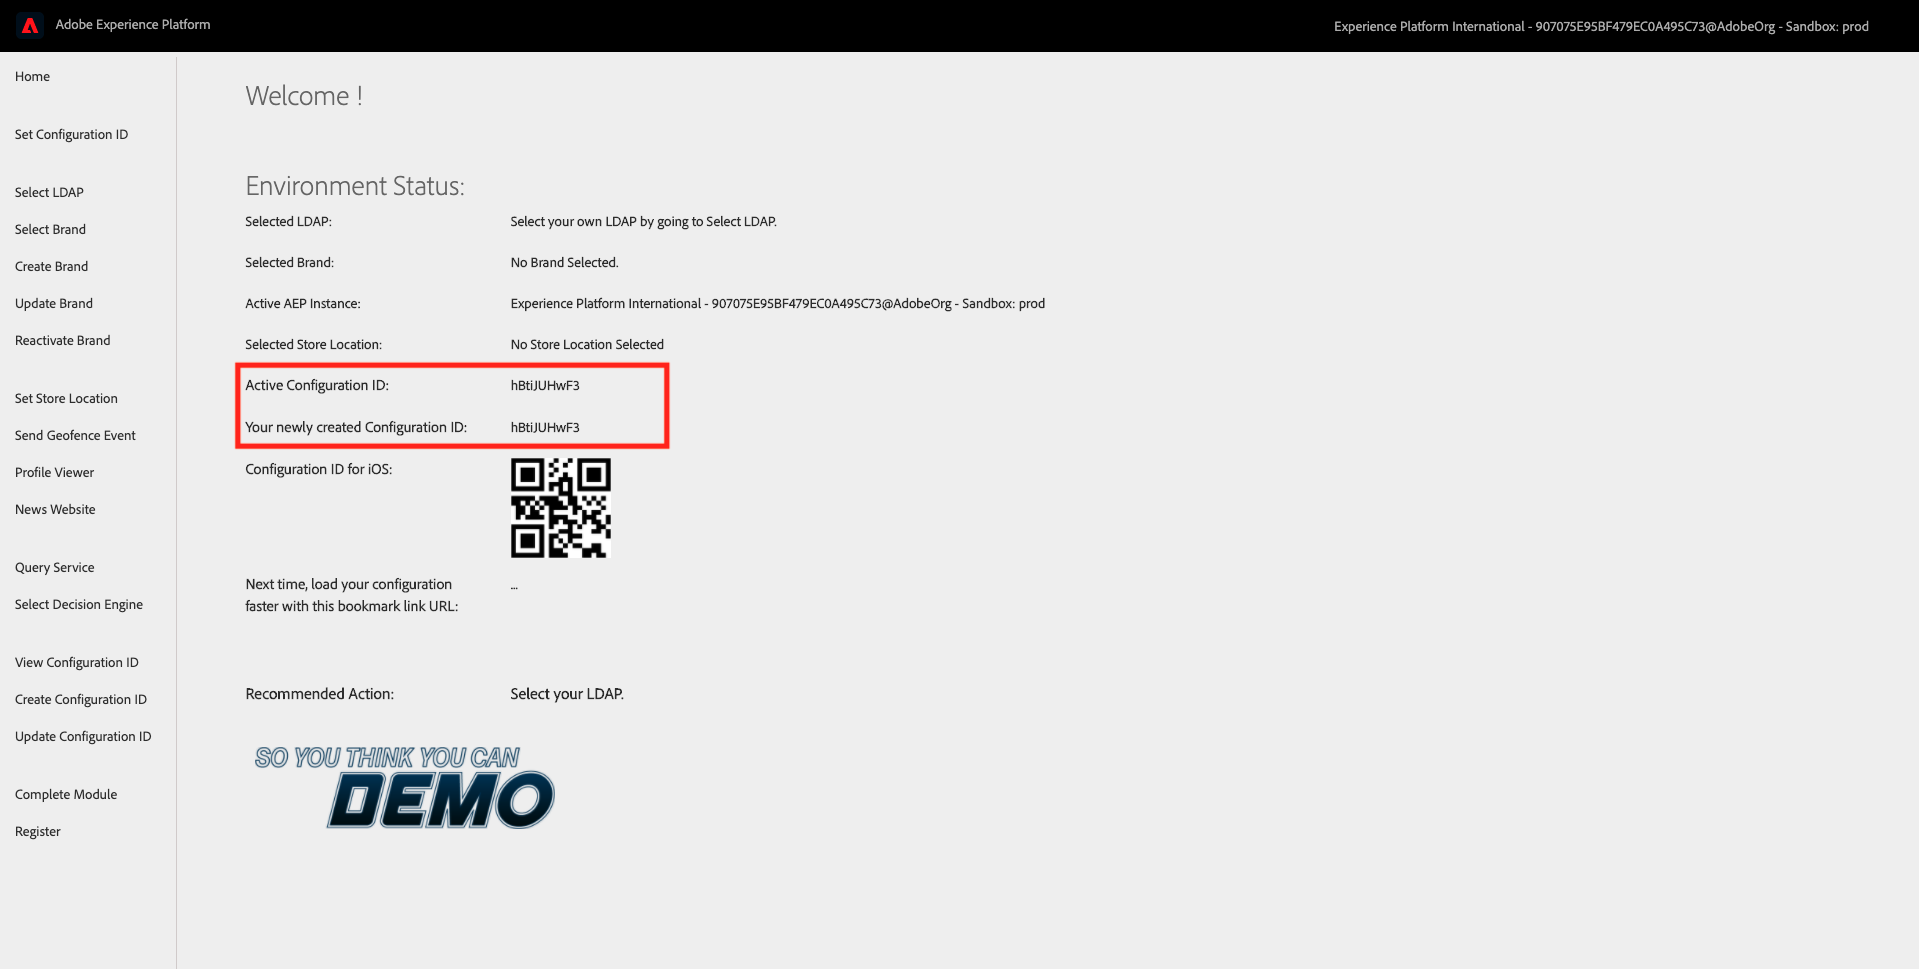 Adobe Experience Platform
Experience Platform International - 907075E95BF479EC0A495C73@AdobeOrg - Sandbox: prod
Home
Set Configuration ID
Select LDAP
Select Brand
Create Brand
Update Brand
Reactivate Brand
Set Store Location
Send Geofence Event
Profile Viewer
News Website
Query Service
Select Decision Engine
View Configuration ID
Create Configuration ID
Update Configuration ID
Complete Module
Register
Welcome !
Environment Status:
Selected LDAP: Select your own LDAP by going to Select LDAP.
Selected Brand: No Brand Selected.
Active AEP Instance: Experience Platform International - 907075E95BF479EC0A495C73@AdobeOrg - Sandbox: prod
Selected Store Location: No Store Location Selected
Active Configuration ID: hBtiJUHwF3
Your newly created Configuration ID: hBtiJUHwF3
Configuration ID for iOS:
Next time, load your configuration ...
faster with this bookmark link URL:
Recommended Action: Select your LDAP.
SO YOU THINK YOU CAN
DEMO